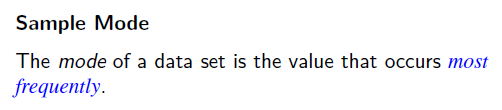 Sample Mode
The mode of a data set is the value that occurs most
frequently.